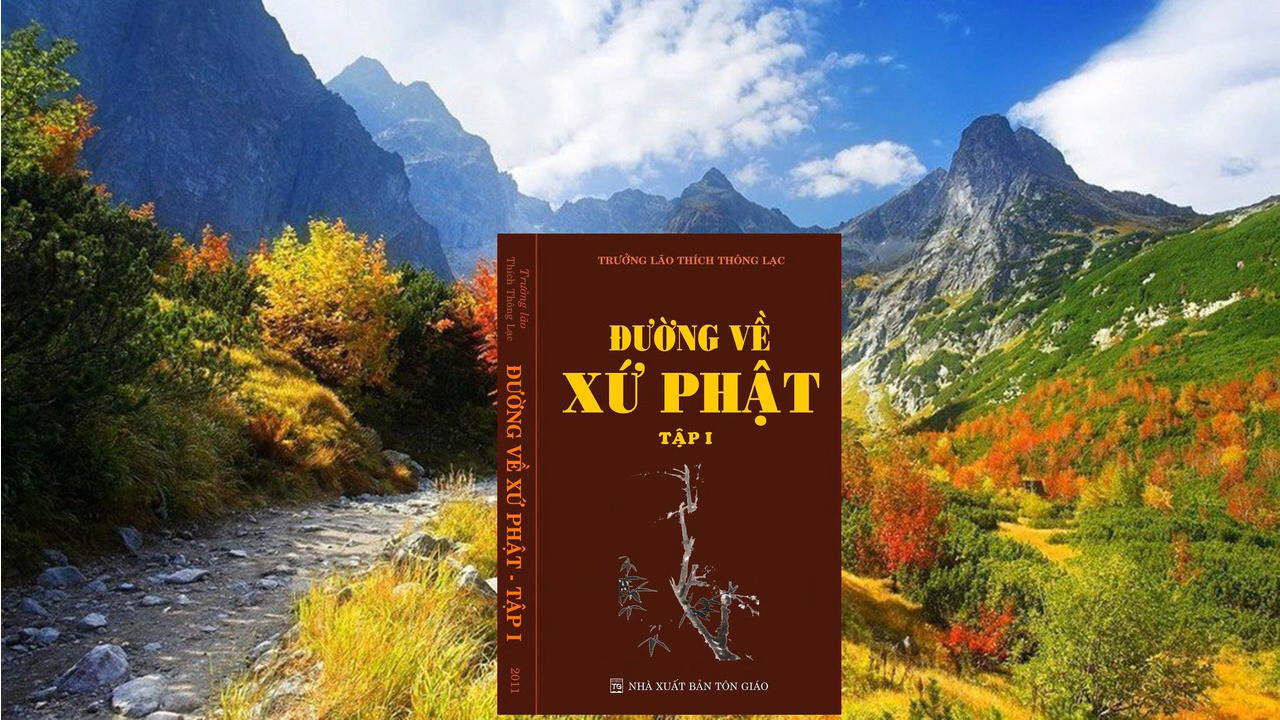 Trưởng lão
Thích Thông Lạc
ĐƯỜNG VỀ XỨ PHẬT - TẬP I
2011
TRƯỞNG LÃO THÍCH THÔNG LẠC
ĐƯỜNG VỀ
XỨ PHẬT
TẬP I
TG
NHÀ XUẤT BẢN TÔN GIÁO